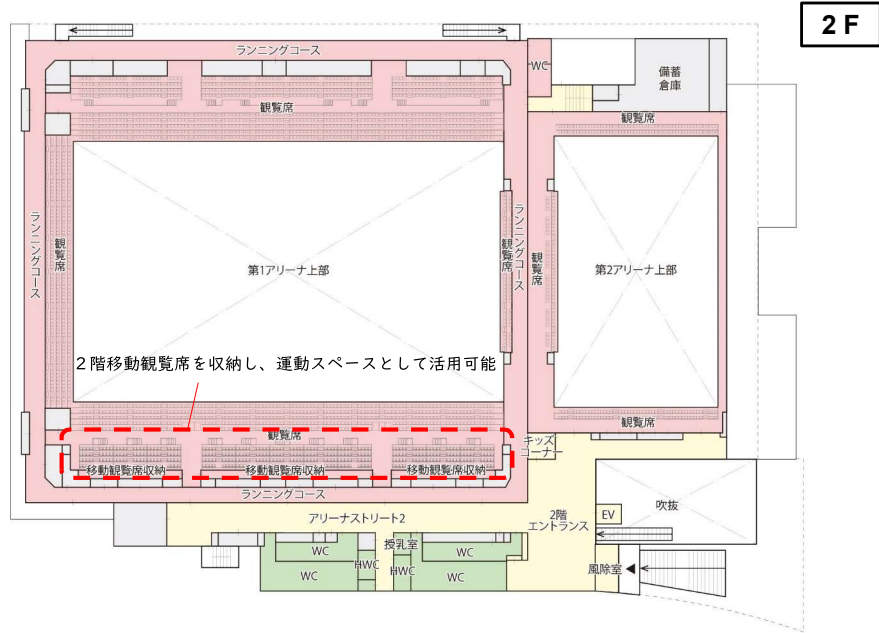 2 F
ランニングコース
WC
備蓄
倉庫
観覧席
観覧席
ランニングコース
観覧席
第1アリーナ上部
観覧席
ランニングコース
観覧席
第2アリーナ上部
２階移動観覧席を収納し、運動スペースとして活用可能
観覧席
観覧席
キッズ
コーナー
移動観覧席収納
移動観覧席収納
移動観覧席収納
ランニングコース
アリーナストリート2
2階
エントランス
EV
吹抜
WC
授乳室
WC
WC
HWC
HWC
WC
風除室